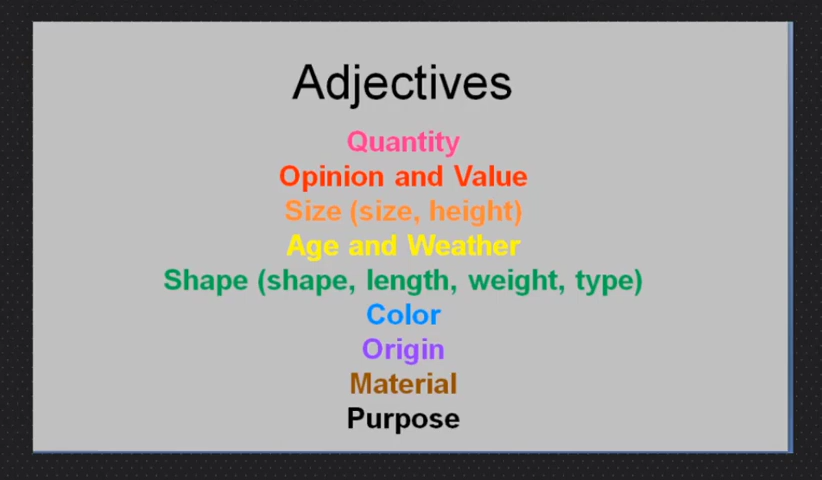 Adjectives
Quantity
Opinion and Value
Size (size, height)
Age and Weather
Shape (shape, length, weight, type)
Color
Origin
Material
Purpose